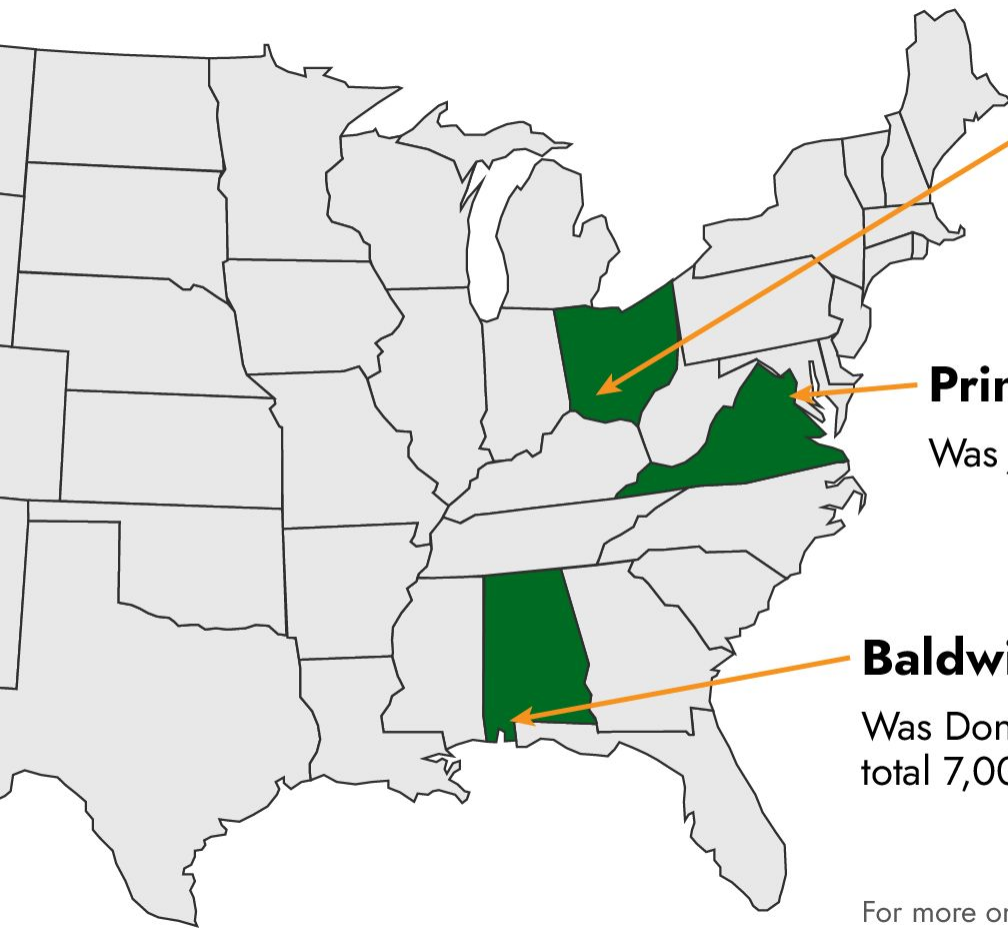 Prin
Was
Baldwi
Was Don
total 7,00
For more or